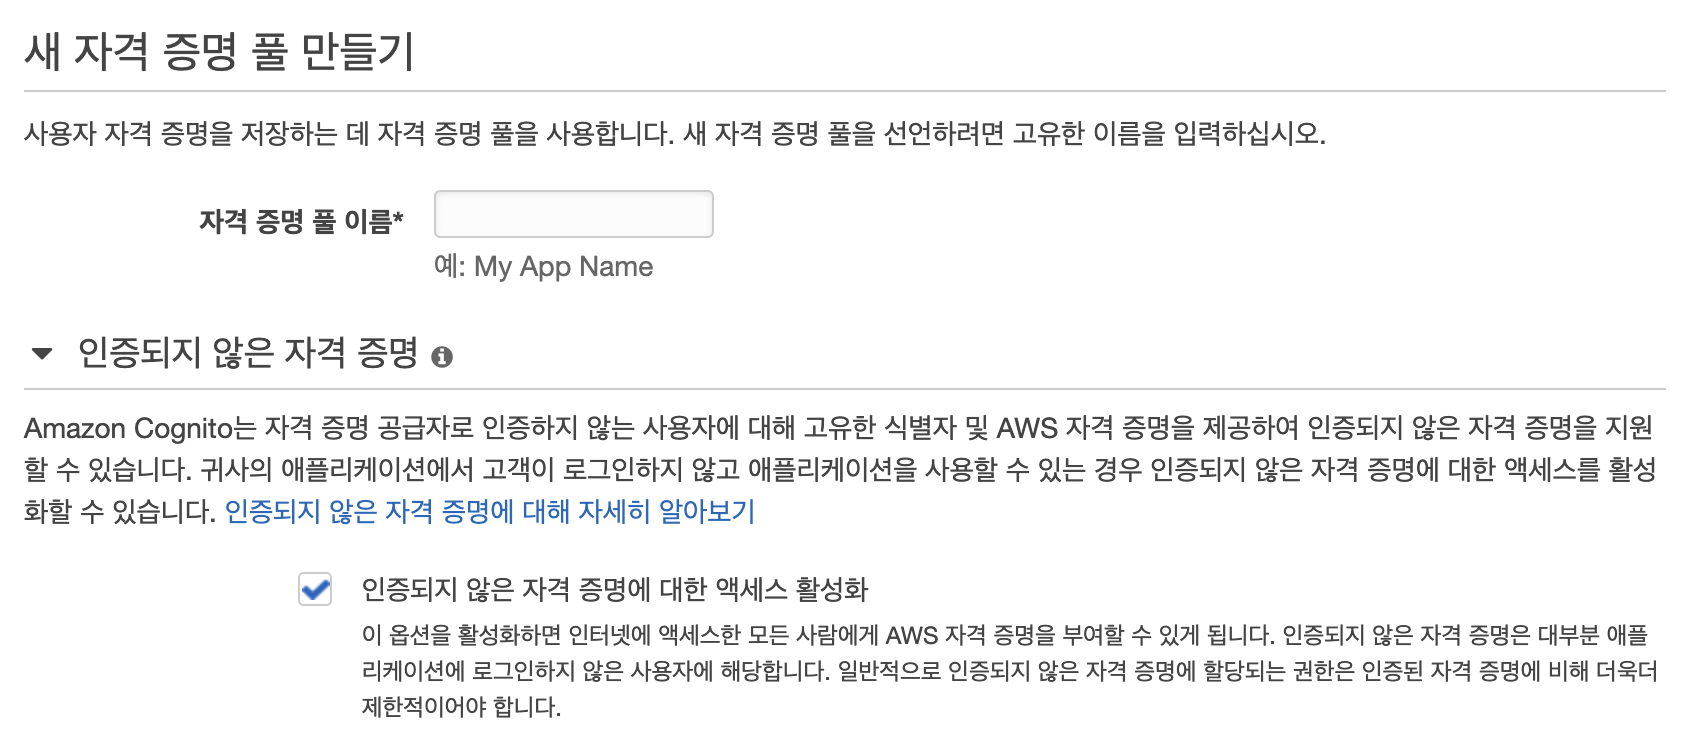 새 자격 증명 풀 만들기
사용자 자격 증명을 저장하는 데 자격 증명 풀을 사용합니다. 새 자격 증명 풀을 선언하려면 고유한 이름을 입력하십시오.
자격 증명 풀 이름*
예: My App Name
인증되지 않은 자격 증명
Amazon Cognito는 자격 증명 공급자로 인증하지 않는 사용자에 대해 고유한 식별자 및 AWS 자격 증명을 제공하여 인증되지 않은 자격 증명을 지원
할 수 있습니다. 귀사의 애플리케이션에서 고객이 로그인하지 않고 애플리케이션을 사용할 수 있는 경우 인증되지 않은 자격 증명에 대한 액세스를 활성
화할 수 있습니다. 인증되지 않은 자격 증명에 대해 자세히 알아보기
인증되지 않은 자격 증명에 대한 액세스 활성화
이 옵션을 활성화하면 인터넷에 액세스한 모든 사람에게 AWS 자격 증명을 부여할 수 있게 됩니다. 인증되지 않은 자격 증명은 대부분 애플
리케이션에 로그인하지 않은 사용자에 해당합니다. 일반적으로 인증되지 않은 자격 증명에 할당되는 권한은 인증된 자격 증명에 비해 더욱더
제한적이어야 합니다.